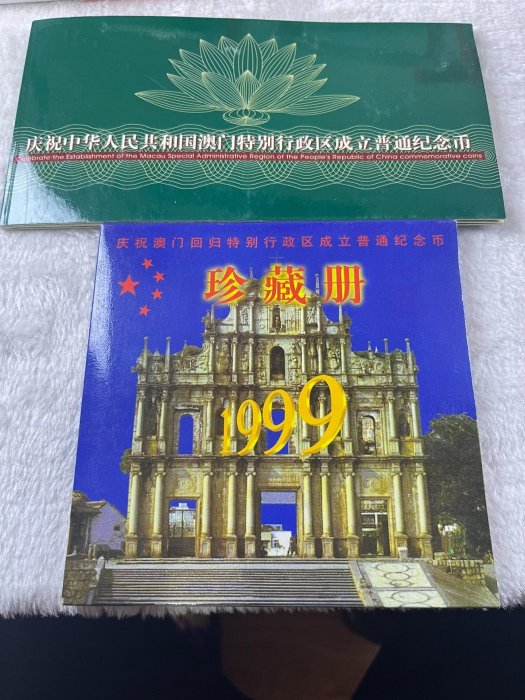 庆祝中华人民共和国澳门特别行政区成立普通纪念币
Celebrate the Establishment of the Macau Special Administrative Region of the People's Republic of China commemorative coins
庆祝澳门回归特别行政区成立普通纪念币
珍藏册
1999